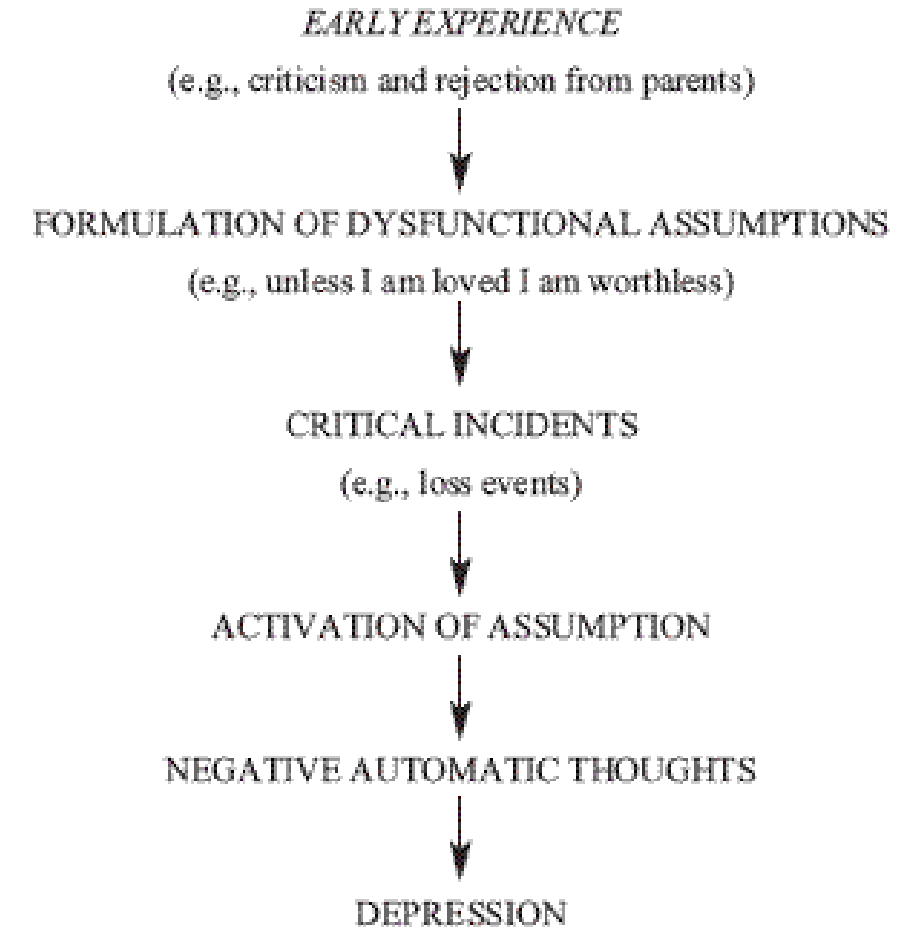 EARLY EXPERIENCE
(e.g., criticism and rejection from parents)
FORMULATION OF DYSFUNCTIONAL ASSUMPTIONS
(e.g., unless I am loved I am worthless)
CRITICAL INCIDENTS
(e.g., loss events)
ACTIVATION OF ASSUMPTION
NEGATIVE AUTOMATIC THOUGHTS
DEPRESSION